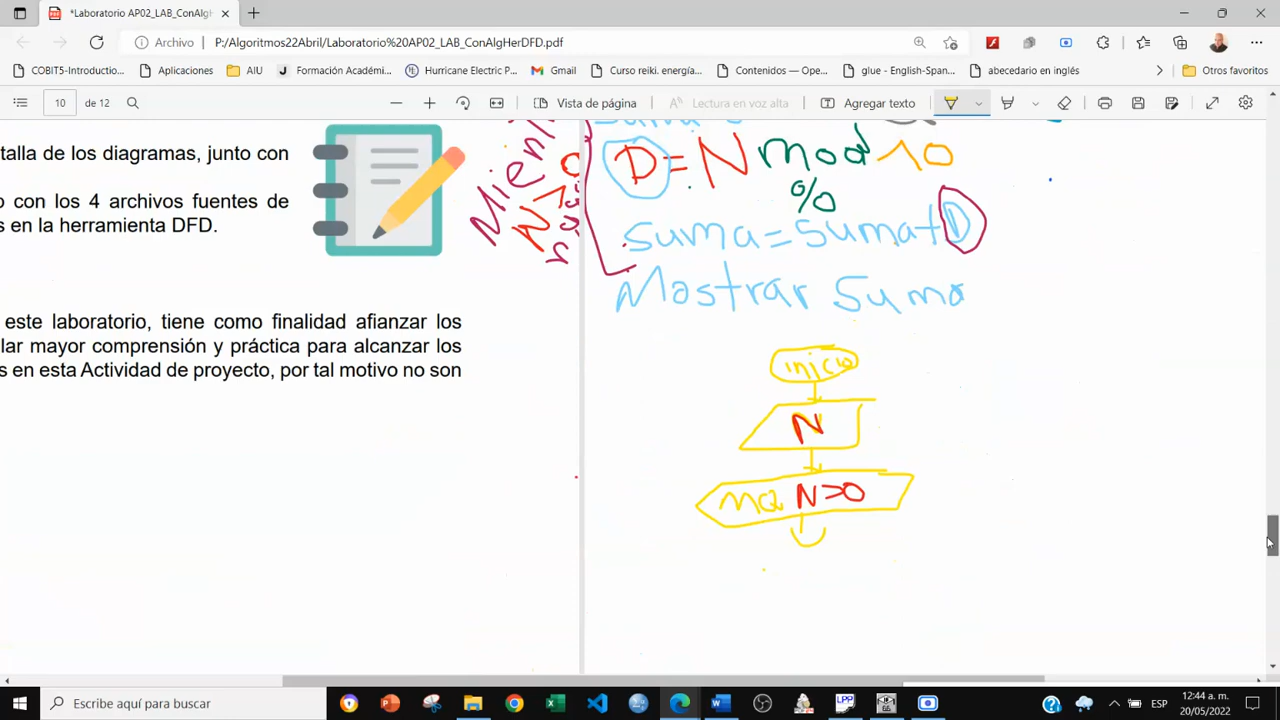 *Laboratorio AP02_LAB_ConAlgH
Archivo P:/Algoritmos22Abril/Laboratorio%20AP02_LAB_ConAlgHerDFD.pdf
COBIT5-Introductio... Aplicaciones AIU Formación Académi... Hurricane Electric P... Gmail Curso reiki. energía... Contenidos — Ope... glue - English-Span... abecedario en inglés Otros favoritos
10 de 12 Vista de página Lectura en voz alta Agregar texto
talla de los diagramas, junto con
o con los 4 archivos fuentes de
s en la herramienta DFD.
este laboratorio, tiene como finalidad afianzar los
lar mayor comprensión y práctica para alcanzar los
s en esta Actividad de proyecto, por tal motivo no son
Mient
N>0
D=N mod 10
%
suma=suma+D
Mostrar Suma
inicio
N
MQ N>0
Escribe aquí para buscar
ESP
12:44 a. m.
20/05/2022